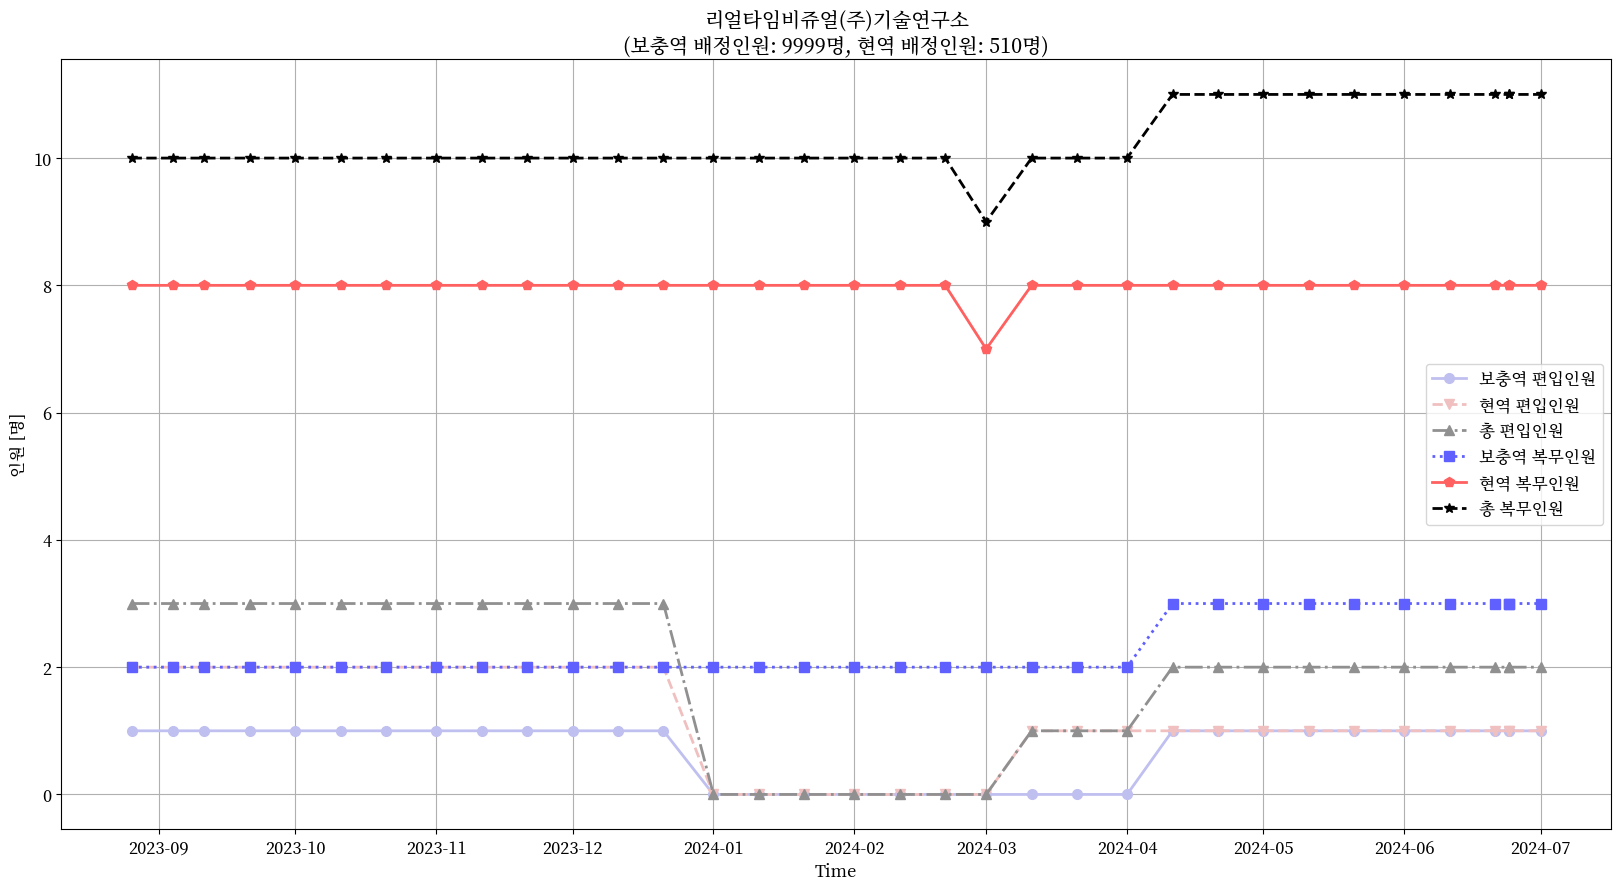 리얼타임비쥬얼(주)기술연구소
(보충역 배정인원: 9999명, 현역 배정인원: 510명)
10
8
6
4
2
0
인원 [명]
보충역 편입인원
현역 편입인원
총 편입인원
보충역 복무인원
현역 복무인원
총 복무인원
2023-09 2023-10 2023-11 2023-12 2024-01 2024-02 2024-03 2024-04 2024-05 2024-06 2024-07
Time